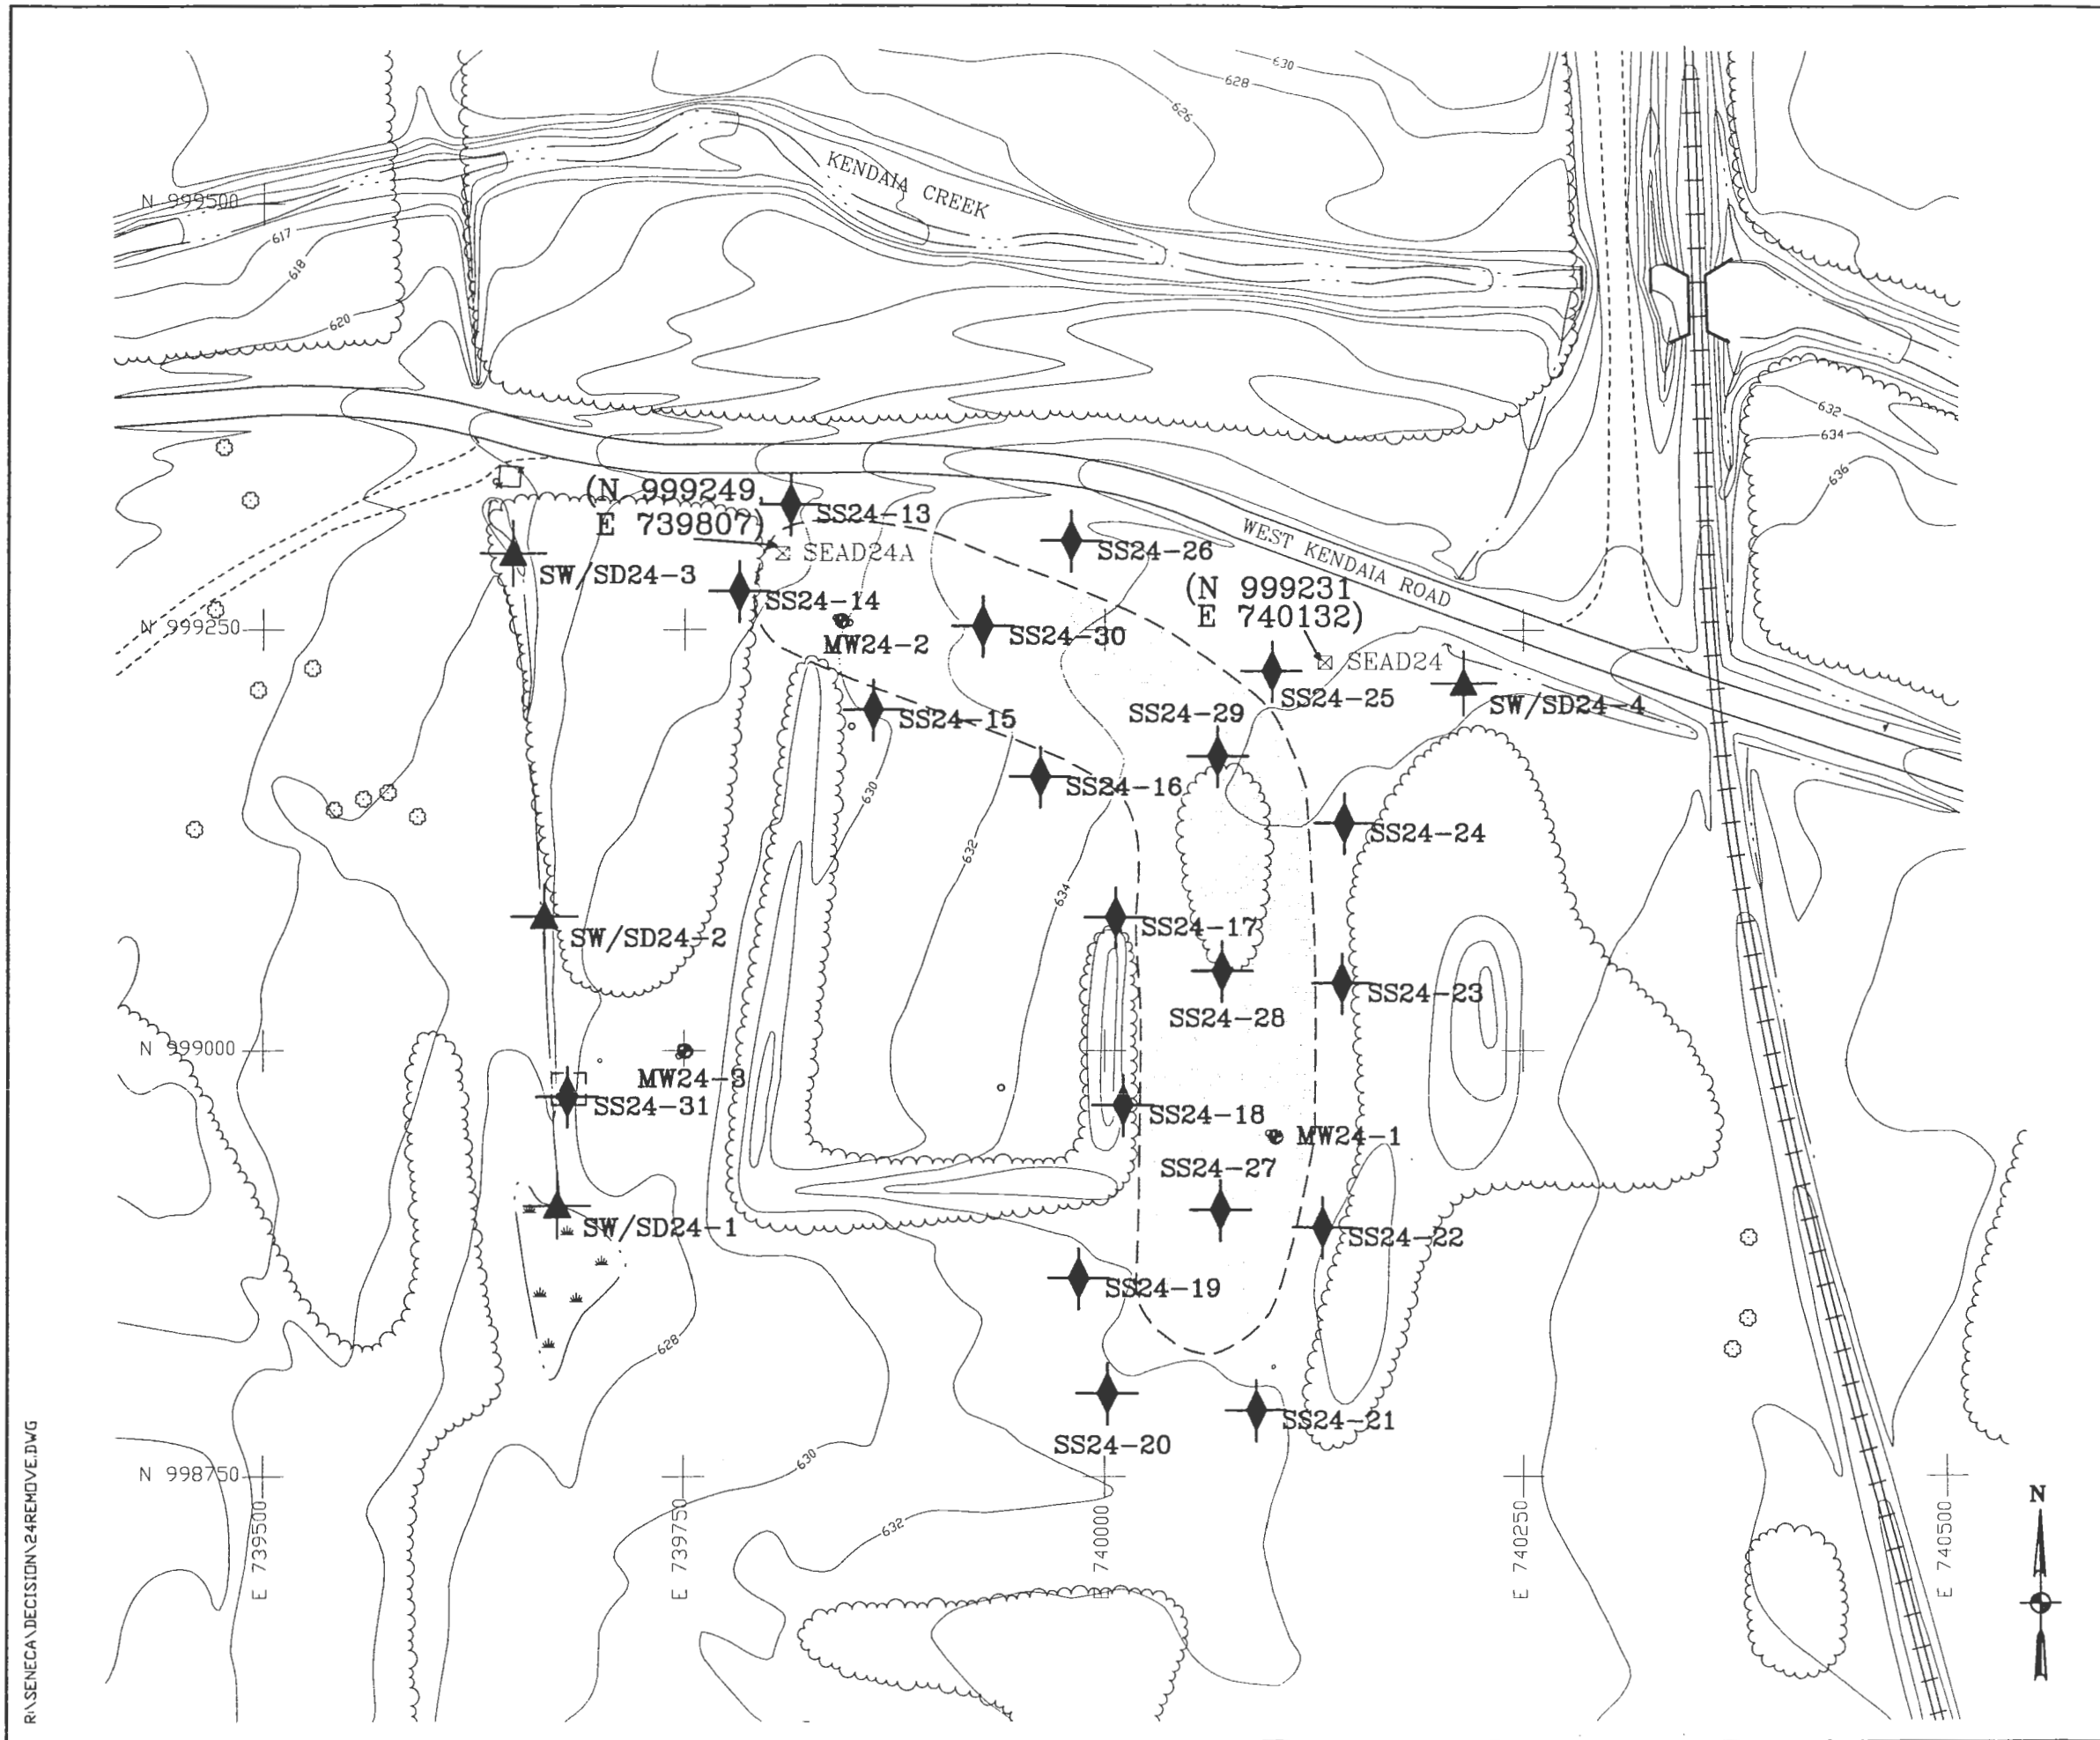 630
628
626
KENDAIA CREEK
N 999500
617
618
620
632
634
636
(N 999249,
E 739807)
SS24-13
SEAD24A
SS24-26
WEST KENDAIA ROAD
SW/SD24-3
SS24-14
(N 999231
E 740132)
N 999250
MW24-2
SS24-30
SEAD24
SS24-25
SW/SD24-4
SS24-29
SS24-15
SS24-16
630
632
634
SS24-24
SS24-17
SW/SD24-2
SS24-23
SS24-28
N 999000
MW24-3
SS24-31
SS24-18
MW24-1
SS24-27
SW/SD24-1
SS24-22
SS24-19
628
SS24-21
SS24-20
630
N 998750
632
E 739500
E 739750
E 740000
E 740250
E 740500
N
R:\SENECA\DECISION\24REMOVE.DWG